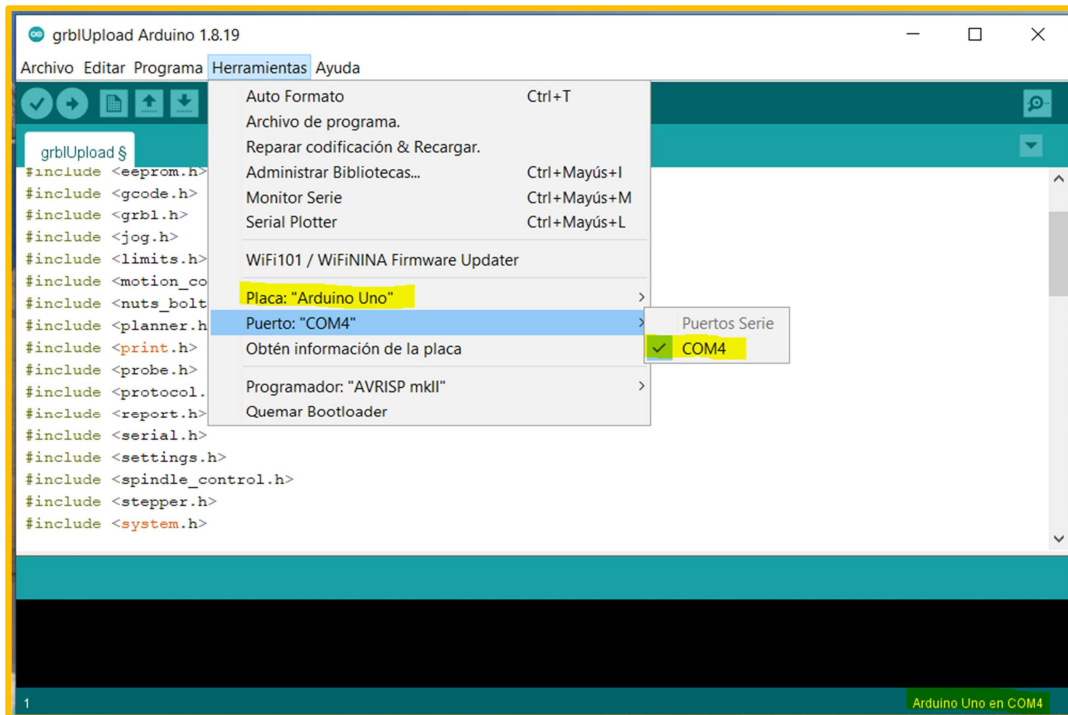 grblUpload Arduino 1.8.19
Archivo Editar Programa Herramientas Ayuda
grblUpload §
Auto Formato Ctrl+T
Archivo de programa.
Reparar codificación & Recargar.
Administrar Bibliotecas... Ctrl+Mayús+I
Monitor Serie Ctrl+Mayús+M
Serial Plotter Ctrl+Mayús+L
WiFi101 / WiFiNINA Firmware Updater
Placa: "Arduino Uno"
Puerto: "COM4"
Obtén información de la placa
Programador: "AVRISP mkII"
Quemar Bootloader
Puertos Serie
COM4
#include <eeprom.h>
#include <gcode.h>
#include <grbl.h>
#include <jog.h>
#include <limits.h>
#include <motion_co
#include <nuts_bolt
#include <planner.h
#include <print.h>
#include <probe.h>
#include <protocol.
#include <report.h>
#include <serial.h>
#include <settings.h>
#include <spindle_control.h>
#include <stepper.h>
#include <system.h>
1
Arduino Uno en COM4